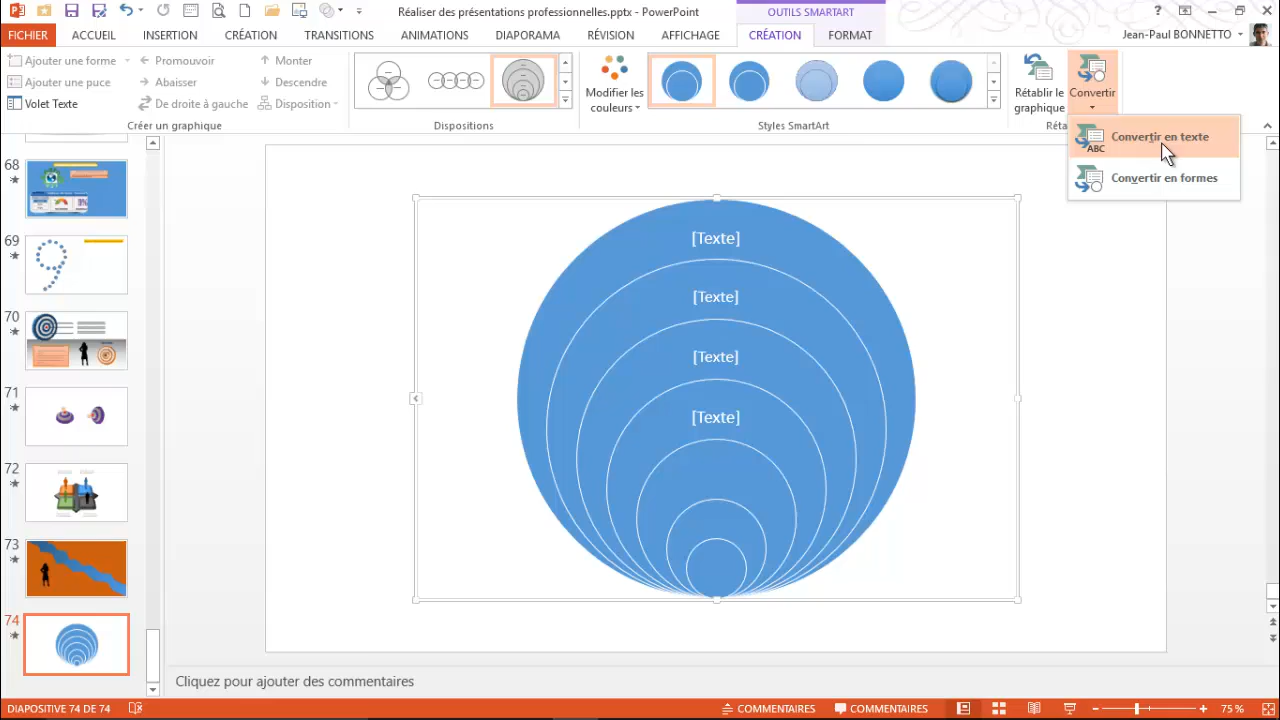 Réaliser des présentations professionnelles.pptx - PowerPoint
OUTILS SMARTART
FICHIER ACCUEIL INSERTION CRÉATION TRANSITIONS ANIMATIONS DIAPORAMA RÉVISION AFFICHAGE CRÉATION FORMAT Jean-Paul BONNETTO
Ajouter une forme Promouvoir Monter
Ajouter une puce Abaisser Descendre
Volet Texte De droite à gauche Disposition
Modifier les couleurs
Rétablir le graphique
Convertir
Créer un graphique Dispositions Styles SmartArt Réta
Convertir en texte
ABC
Convertir en formes
68
69
70
71
72
73
74
[Texte]
[Texte]
[Texte]
[Texte]
Cliquez pour ajouter des commentaires
DIAPOSITIVE 74 DE 74 COMMENTAIRES COMMENTAIRES 75 %